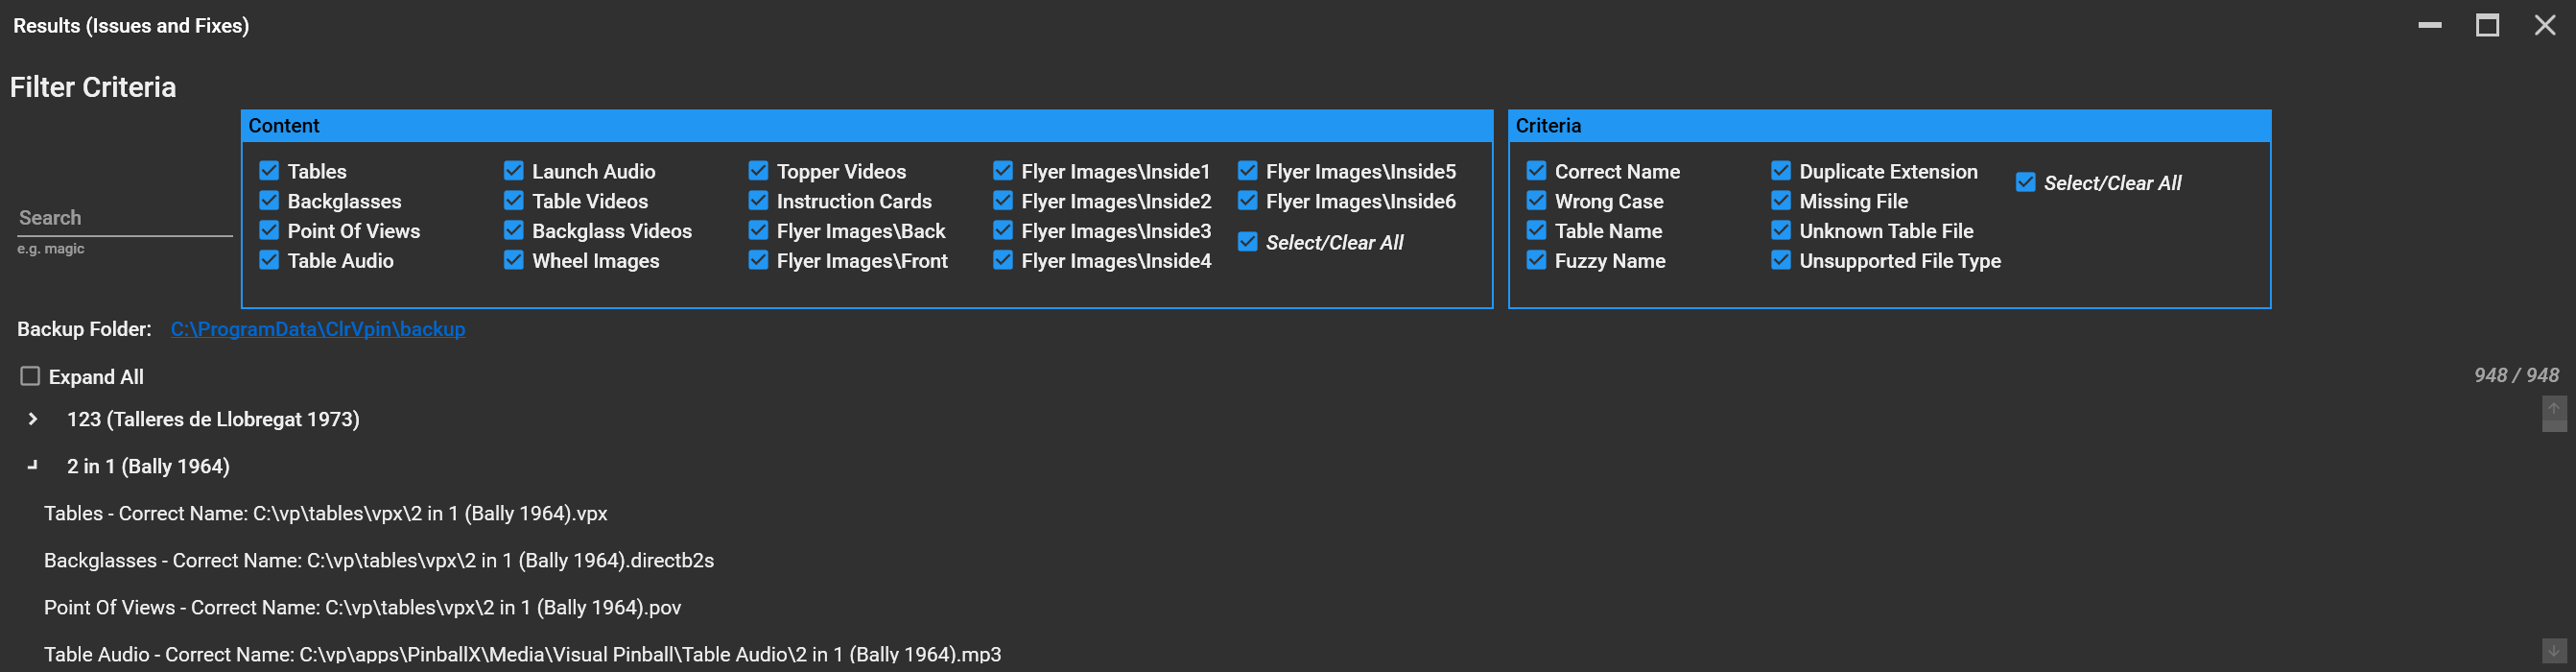 Results (Issues and Fixes)
Filter Criteria
Search
e.g. magic
Content
Tables
Backglasses
Point Of Views
Table Audio
Launch Audio
Table Videos
Backglass Videos
Wheel Images
Topper Videos
Instruction Cards
Flyer Images\Back
Flyer Images\Front
Flyer Images\Inside1
Flyer Images\Inside2
Flyer Images\Inside3
Flyer Images\Inside4
Flyer Images\Inside5
Flyer Images\Inside6
Select/Clear All
Criteria
Correct Name
Wrong Case
Table Name
Fuzzy Name
Duplicate Extension
Missing File
Unknown Table File
Unsupported File Type
Select/Clear All
Backup Folder: C:\ProgramData\ClrVpin\backup
Expand All
948 / 948
123 (Talleres de Llobregat 1973)
2 in 1 (Bally 1964)
Tables - Correct Name: C:\vp\tables\vpx\2 in 1 (Bally 1964).vpx
Backglasses - Correct Name: C:\vp\tables\vpx\2 in 1 (Bally 1964).directb2s
Point Of Views - Correct Name: C:\vp\tables\vpx\2 in 1 (Bally 1964).pov
Table Audio - Correct Name: C:\vp\apps\PinballX\Media\Visual Pinball\Table Audio\2 in 1 (Bally 1964).mp3